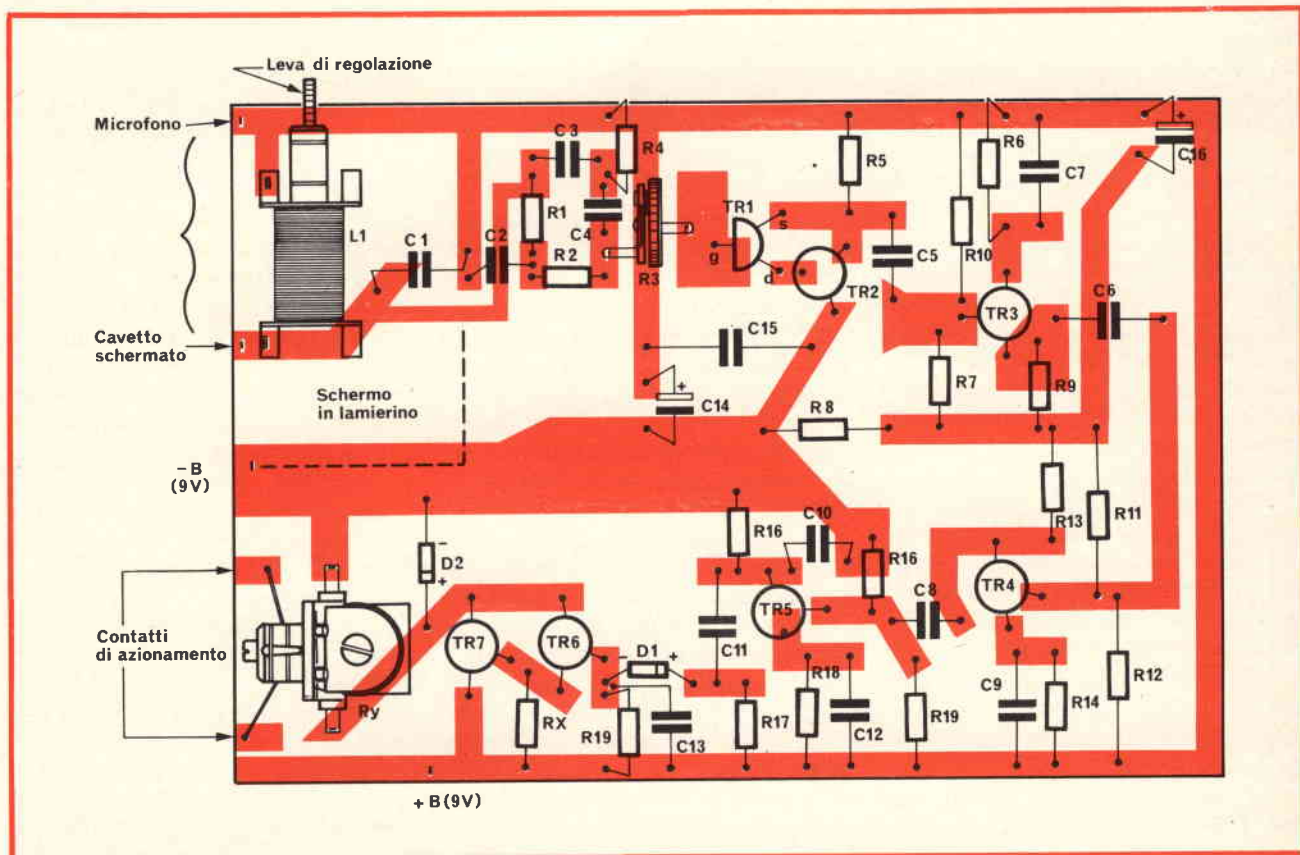 Leva di regolazione
Microfono
L1
C1
C2
C3
R1
R2
C4
R4
R3
TR1
s
g
d
TR2
R5
C5
R10
R6
C7
TR3
C6
+
C16
Cavetto
schermato
Schermo
in lamierino
C15
+
C14
R8
R7
R9
-B
(9V)
R13
R11
D2
-
+
R16
C10
R16
C8
TR4
TR5
C11
Contatti
di azionamento
Ry
TR7
TR6
- D1 +
RX
R19
C13
R17
R18
C12
R19
C9
R14
R12
+B(9V)